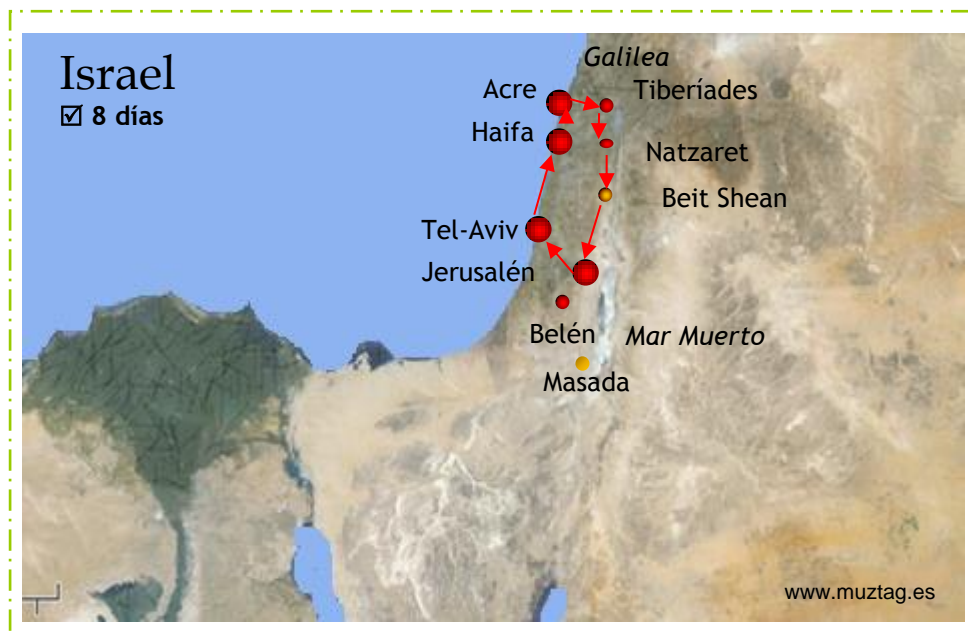 Israel
☑ 8 días
Galilea
Acre
Tiberíades
Haifa
Natzaret
Beit Shean
Tel-Aviv
Jerusalén
Belén
Mar Muerto
Masada
www.muztag.es